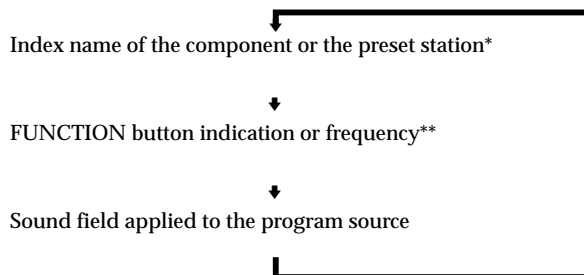 Index name of the component or the preset station*
FUNCTION button indication or frequency**
Sound field applied to the program source